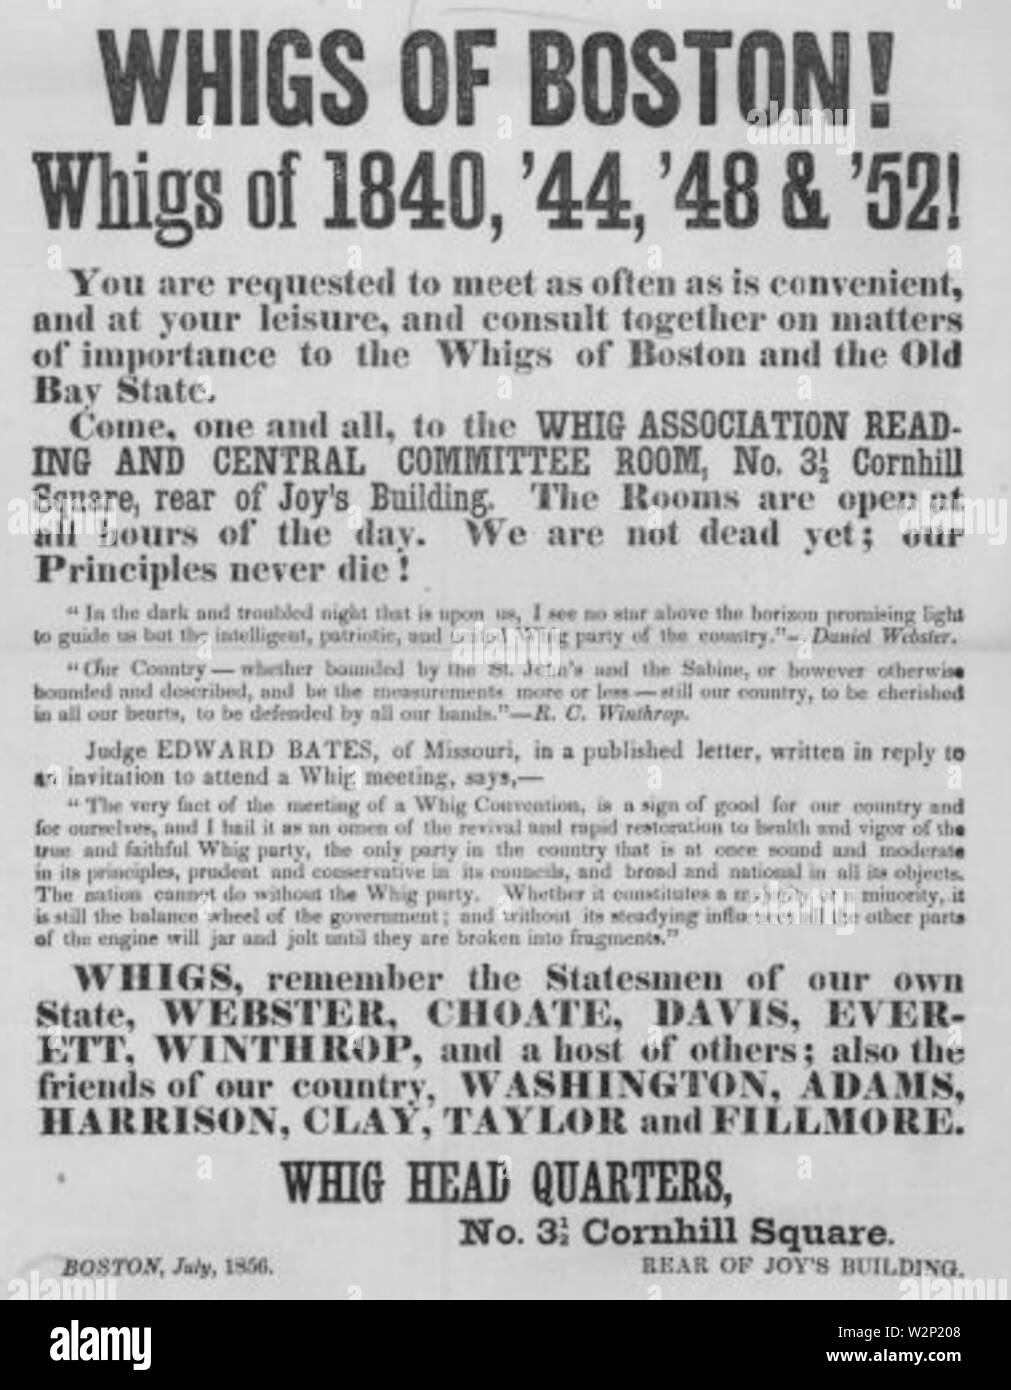 WHIGS OF BOSTON!
Whigs of 1840, '44, '48 & '52!
You are requested to meet as often as is convenient,
and at your leisure, and consult together on matters
of importance to the Whigs of Boston and the Old
Bay State.
Come, one and all, to the WHIG ASSOCIATION READ-
ING AND CENTRAL COMMITTEE ROOM, No. 3½ Cornhill
Square, rear of Joy's Building. The Rooms are open at
all hours of the day. We are not dead yet; our
Principles never die!
"In the dark and troubled night that is upon us, I see no star above the horizon promising light
to guide us but the intelligent, patriotic, and united Whig party of the country."—Daniel Webster.
"Our Country—whether bounded by the St. John's and the Sabine, or however otherwise
bounded and described, and be the measurements more or less—still our country, to be cherished
in all our hearts, to be defended by all our hands."—R. C. Winthrop.
Judge EDWARD BATES, of Missouri, in a published letter, written in reply to
an invitation to attend a Whig meeting, says,—
"The very fact of the meeting of a Whig Convention, is a sign of good for our country and
for ourselves, and I hail it as an omen of the revival and rapid restoration to health and vigor of the
true and faithful Whig party, the only party in the country that is at once sound and moderate
in its principles, prudent and conservative in its councils, and broad and national in all its objects.
The nation cannot do without the Whig party. Whether it constitutes a majority or a minority, it
is still the balance wheel of the government; and without its steadying influences all the other parts
of the engine will jar and jolt until they are broken into fragments."
WHIGS, remember the Statesmen of our own
State, WEBSTER, CHOATE, DAVIS, EVER-
ETT, WINTHROP, and a host of others; also the
friends of our country, WASHINGTON, ADAMS,
HARRISON, CLAY, TAYLOR and FILLMORE.
WHIG HEAD QUARTERS,
No. 3½ Cornhill Square.
BOSTON, July, 1856.
REAR OF JOY'S BUILDING.
alamy
Image ID: W2P208
www.alamy.com